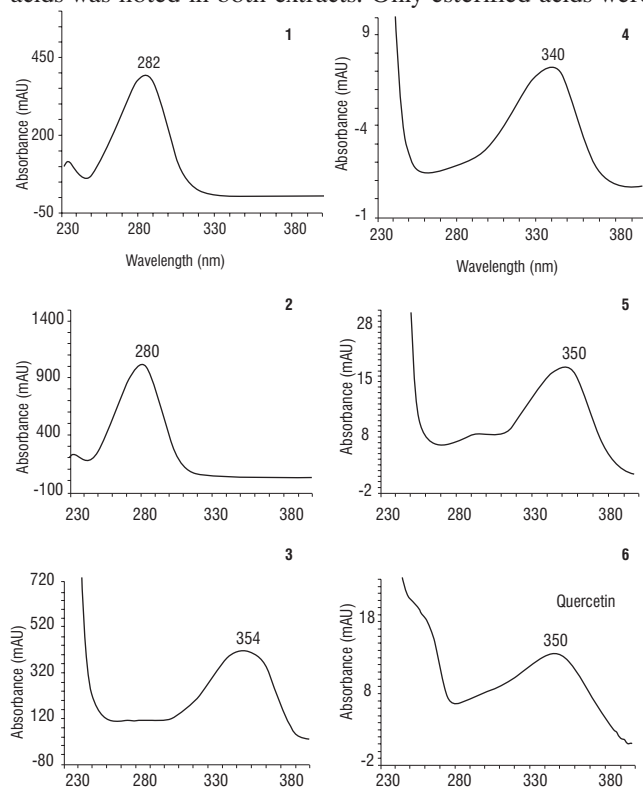 acids was noted in both extracts. Only esterified acids were
1
450
200
-50
Absorbance (mAU)
282
230 280 330 380
Wavelength (nm)
4
9
-4
-1
Absorbance (mAU)
340
230 280 330 380
Wavelength (nm)
2
1400
900
400
-100
Absorbance (mAU)
280
230 280 330 380
5
28
15
8
-2
Absorbance (mAU)
350
230 280 330 380
3
720
520
320
120
-80
Absorbance (mAU)
354
230 280 330 380
6
Quercetin
18
8
-2
Absorbance (mAU)
350
230 280 330 380